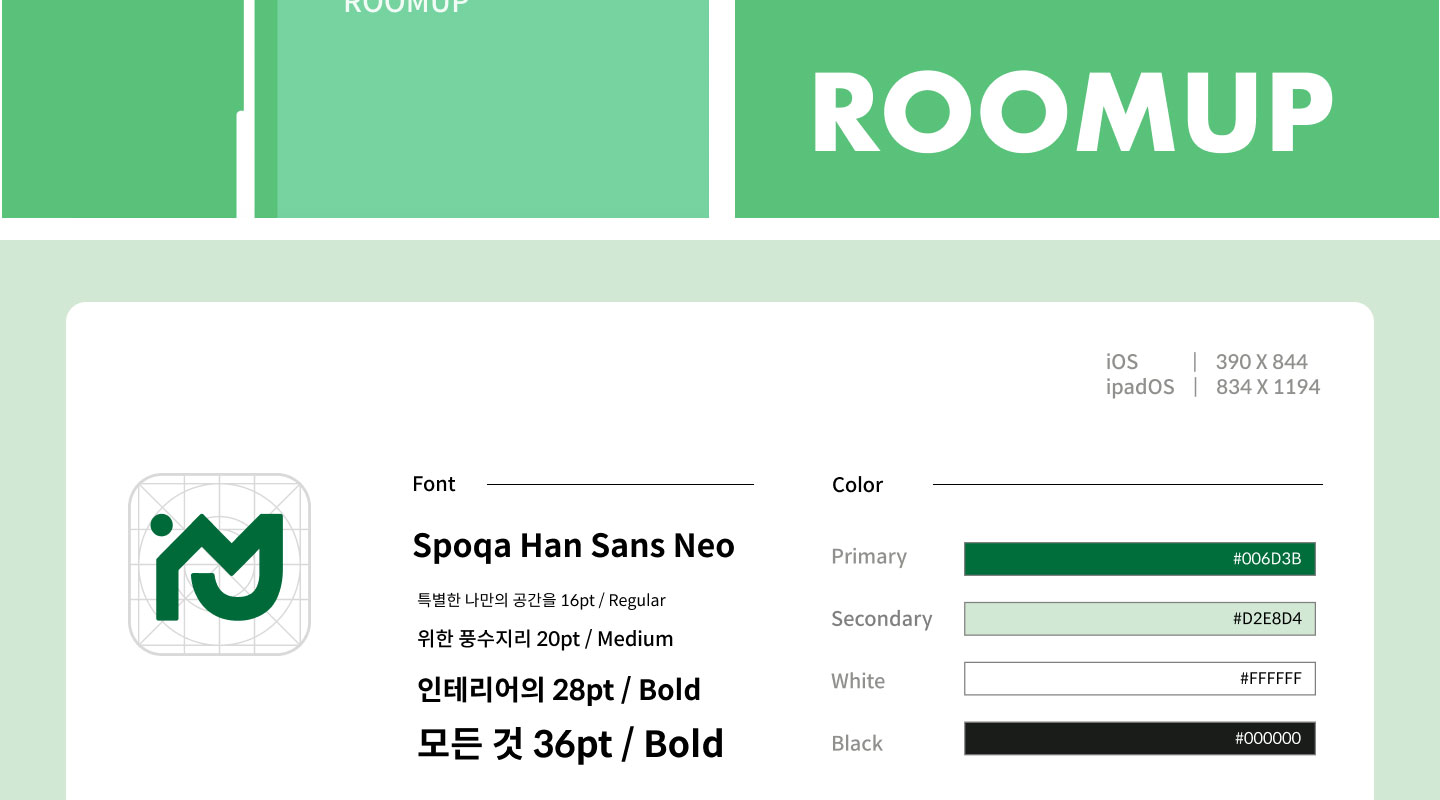 ROOMUP
ROOMUP
iOS | 390 X 844
ipadOS | 834 X 1194
Font
Spoqa Han Sans Neo
특별한 나만의 공간을 16pt / Regular
위한 풍수지리 20pt / Medium
인테리어의 28pt / Bold
모든 것 36pt / Bold
Color
Primary #006D3B
Secondary #D2E8D4
White #FFFFFF
Black #000000